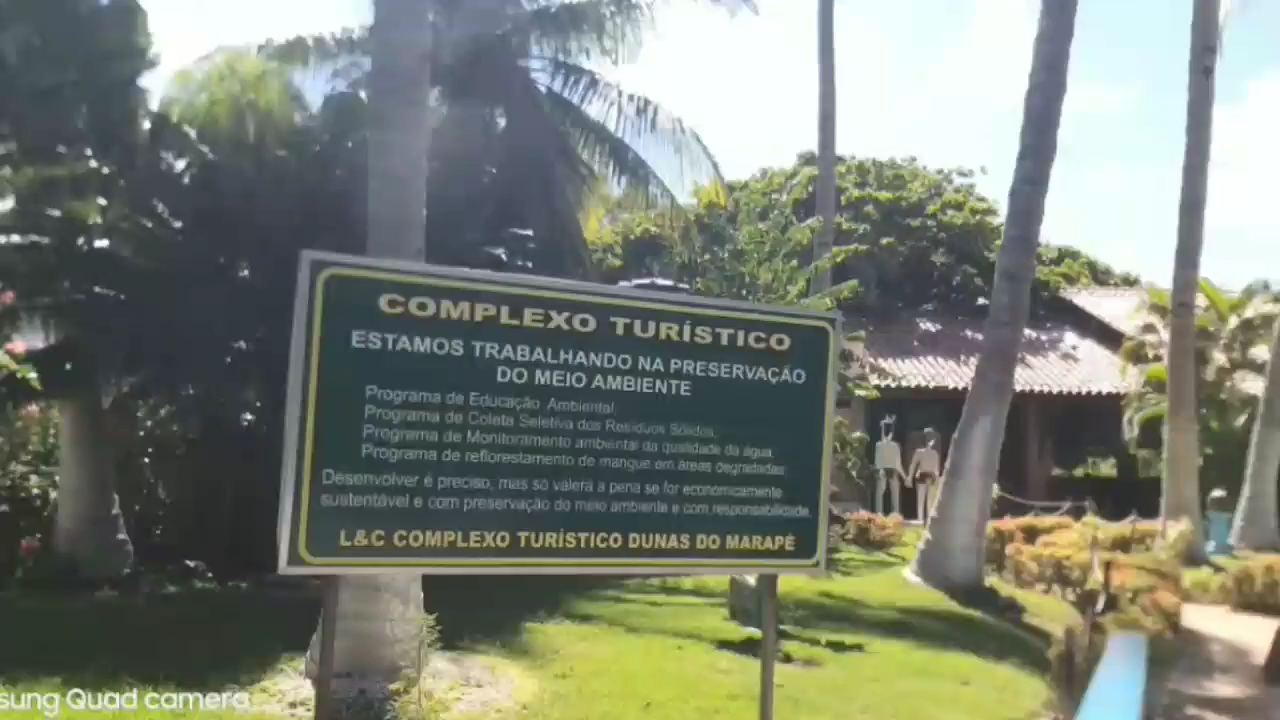 COMPLEXO TURÍSTICO
ESTAMOS TRABALHANDO NA PRESERVAÇÃO
DO MEIO AMBIENTE
Programa de Educação Ambiental,
Programa de Coleta Seletiva dos Resíduos Sólidos,
Programa de Monitoramento ambiental da qualidade da água,
Programa de reflorestamento de mangue em áreas degradadas.
Desenvolver é preciso, mas só valerá a pena se for economicamente
sustentável e com preservação do meio ambiente e com responsabilidade.
L&C COMPLEXO TURÍSTICO DUNAS DO MARAPÉ
sung Quad camera